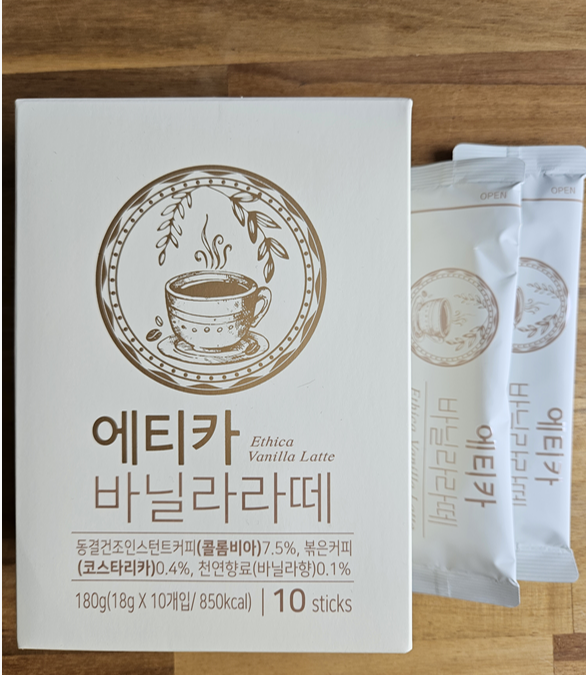 에티카
Ethica
Vanilla Latte
바닐라라떼
동결건조인스턴트커피(콜롬비아)7.5%, 볶은커피
(코스타리카)0.4%, 천연향료(바닐라향)0.1%
180g(18g X 10개입/ 850kcal) | 10 sticks
OPEN
에티카
바닐라라떼
Ethica Vanilla Latte
OPEN
에티카
바닐라라떼